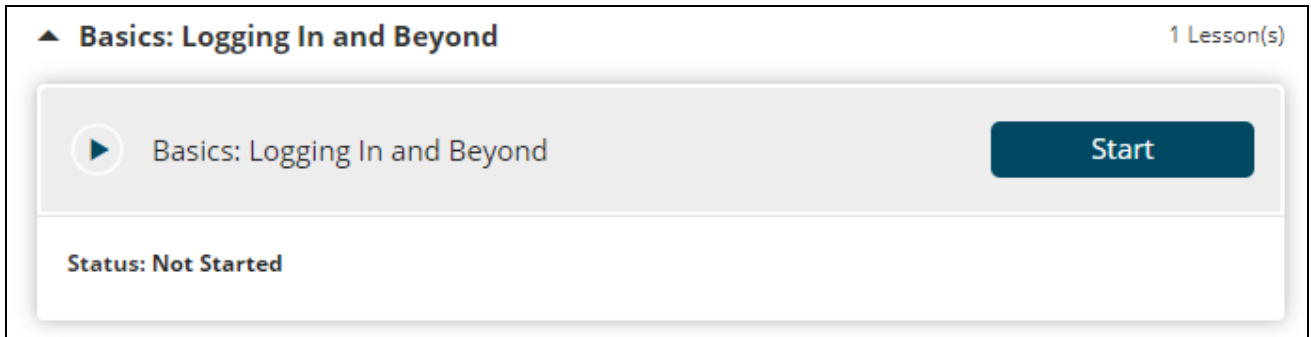 Basics: Logging In and Beyond
1 Lesson(s)
Basics: Logging In and Beyond
Start
Status: Not Started